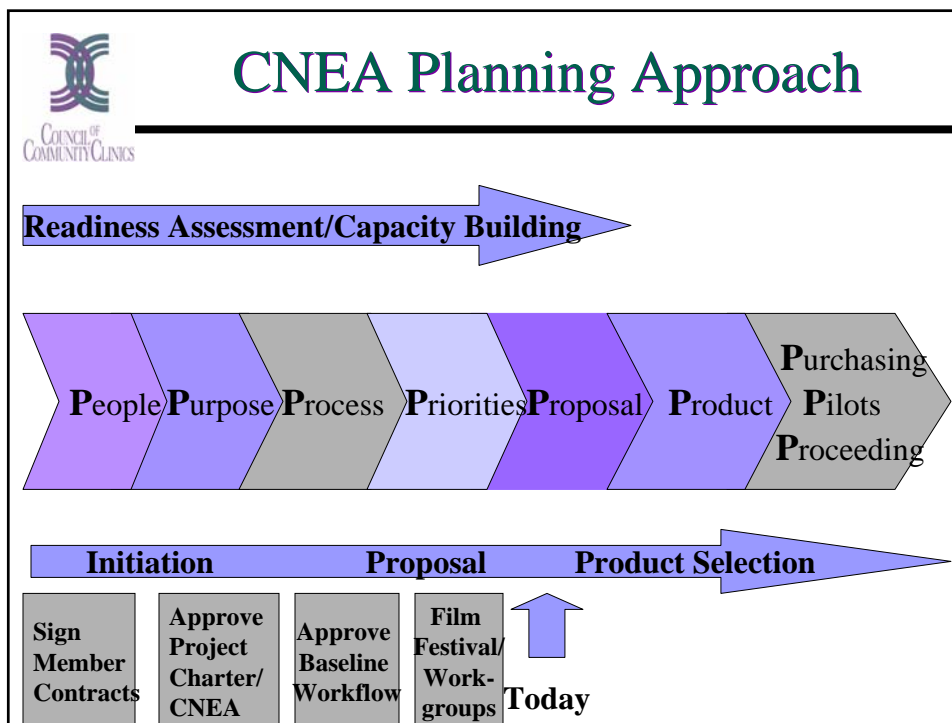 CNEA Planning Approach
COUNCIL OF
COMMUNITY CLINICS
Readiness Assessment/Capacity Building
People
Purpose
Process
Priorities
Proposal
Product
Purchasing
Pilots
Proceeding
Initiation
Proposal
Product Selection
Sign
Member
Contracts
Approve
Project
Charter/
CNEA
Approve
Baseline
Workflow
Film
Festival/
Work-
groups
Today